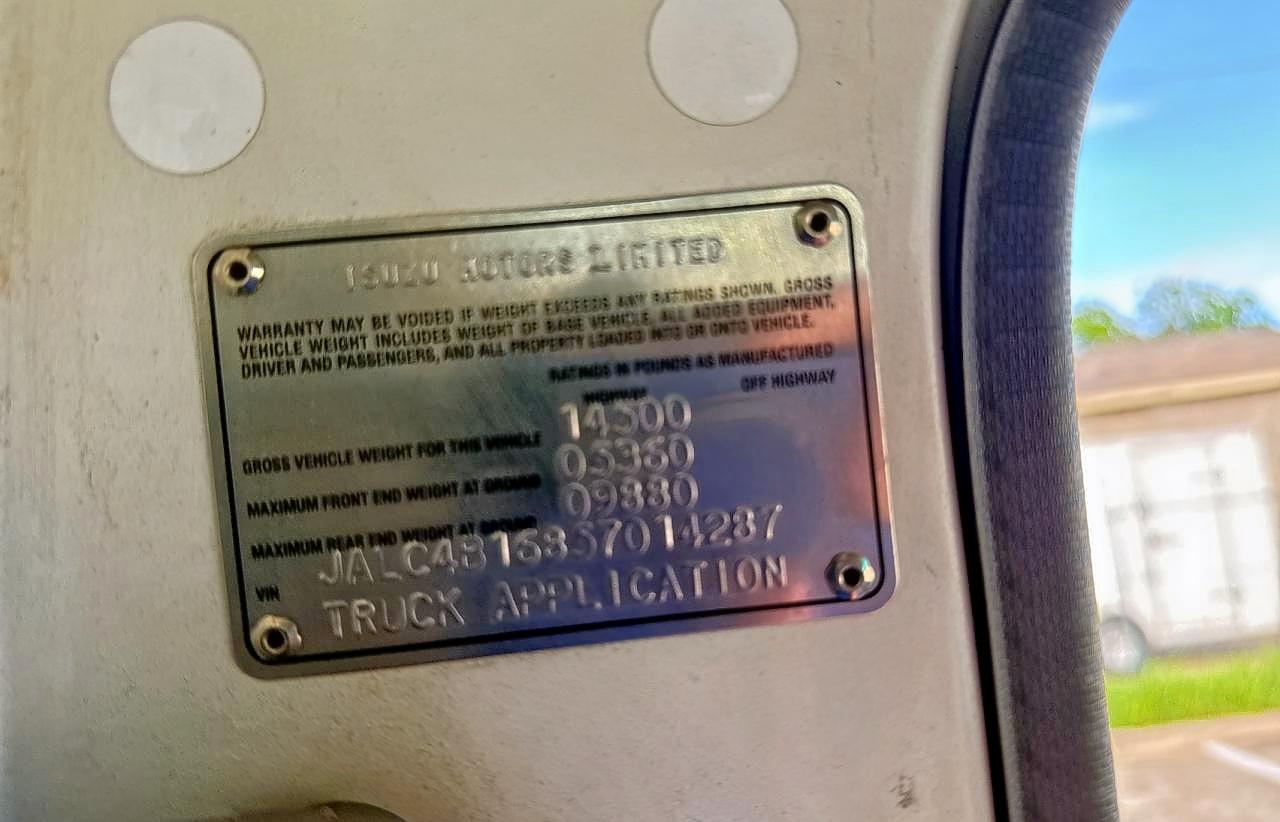 ISUZU MOTORS LIMITED
WARRANTY MAY BE VOIDED IF WEIGHT EXCEEDS ANY RATINGS SHOWN. GROSS
VEHICLE WEIGHT INCLUDES WEIGHT OF BASE VEHICLE, ALL ADDED EQUIPMENT,
DRIVER AND PASSENGERS, AND ALL PROPERTY LOADED INTO OR ONTO VEHICLE.
RATINGS IN POUNDS AS MANUFACTURED
HIGHWAY OFF HIGHWAY
GROSS VEHICLE WEIGHT FOR THIS VEHICLE 14500
MAXIMUM FRONT END WEIGHT AT GROUND 05360
MAXIMUM REAR END WEIGHT AT GROUND 09880
VIN
TRUCK APPLICATION